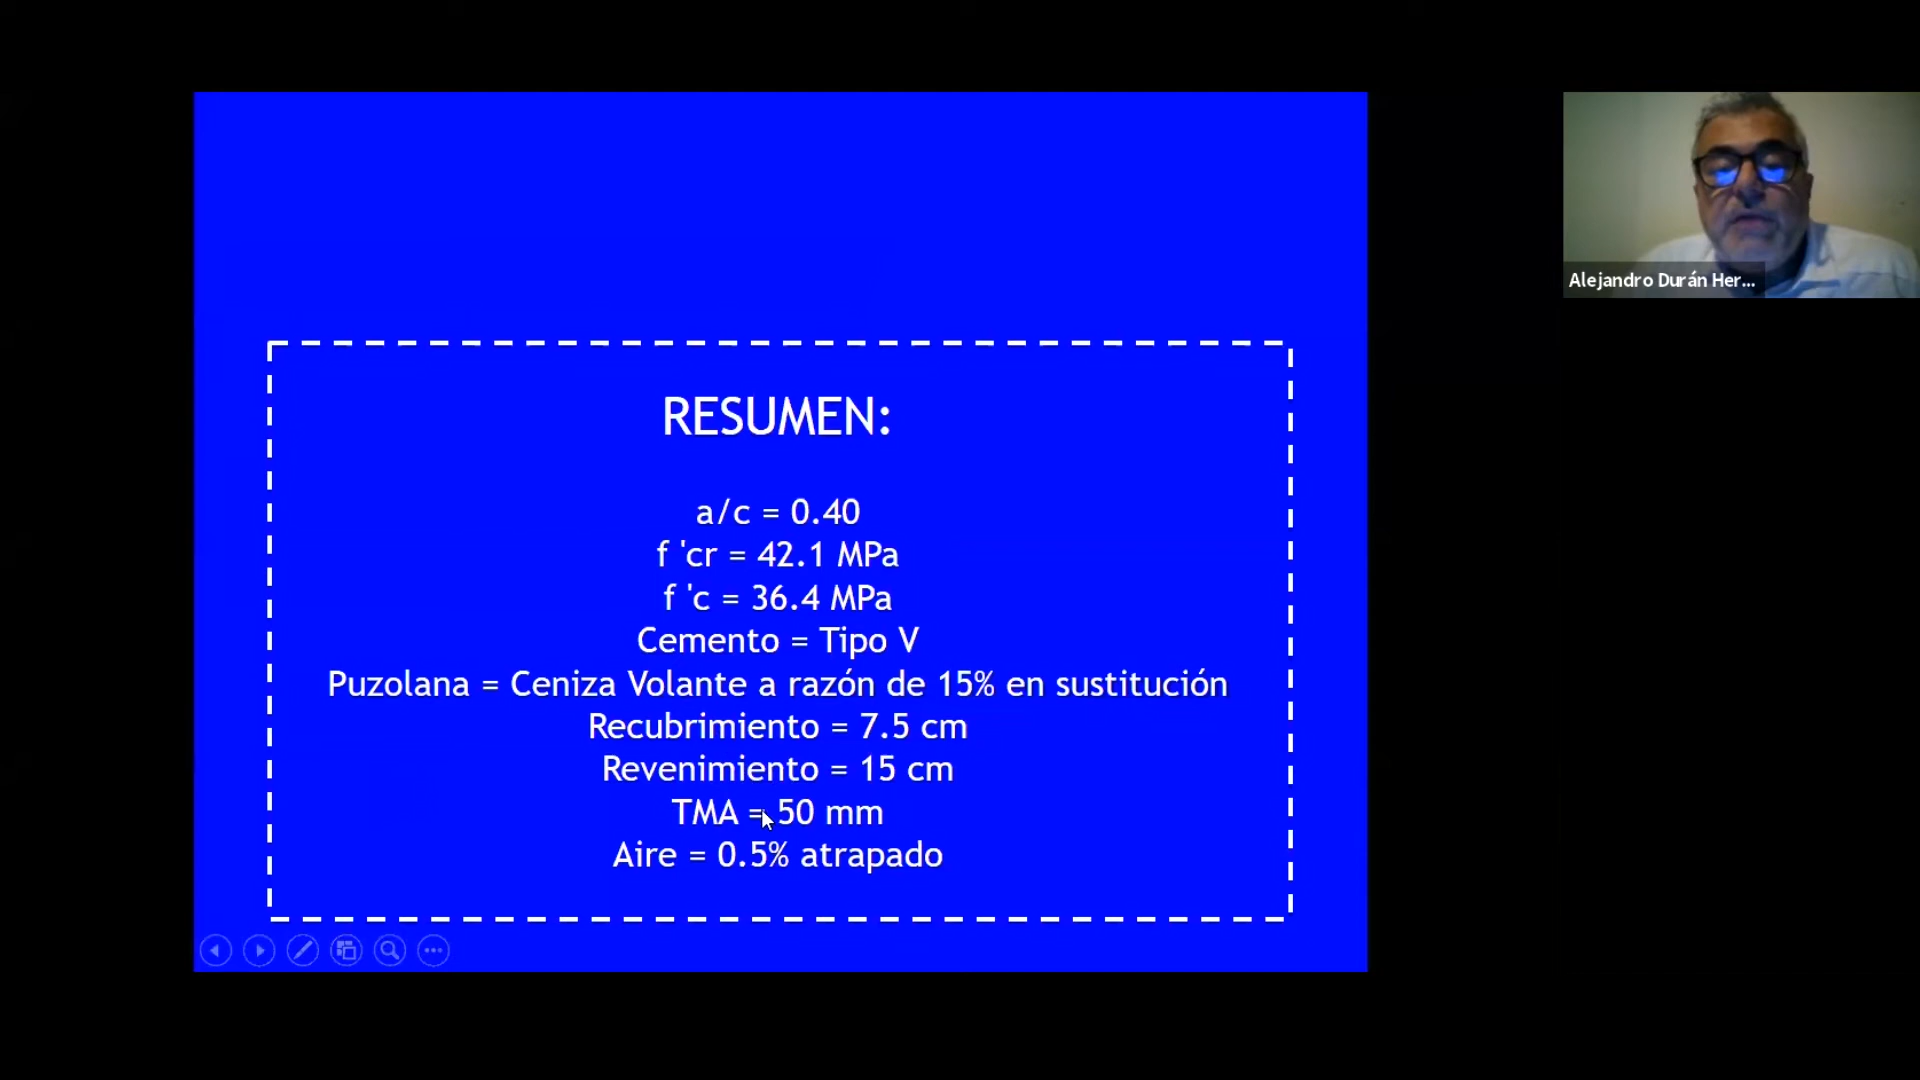 RESUMEN:
a/c = 0.40
f 'cr = 42.1 MPa
f 'c = 36.4 MPa
Cemento = Tipo V
Puzolana = Ceniza Volante a razón de 15% en sustitución
Recubrimiento = 7.5 cm
Revenimiento = 15 cm
TMA = 50 mm
Aire = 0.5% atrapado
Alejandro Durán Her...